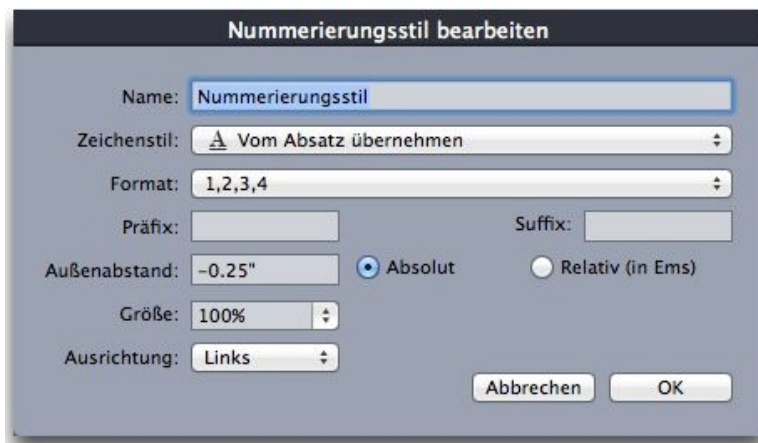 Nummerierungsstil bearbeiten
Name: Nummerierungsstil
Zeichenstil: A Vom Absatz übernehmen
Format: 1,2,3,4
Präfix: Suffix:
Außenabstand: -0.25" Absolut Relativ (in Ems)
Größe: 100%
Ausrichtung: Links
Abbrechen OK